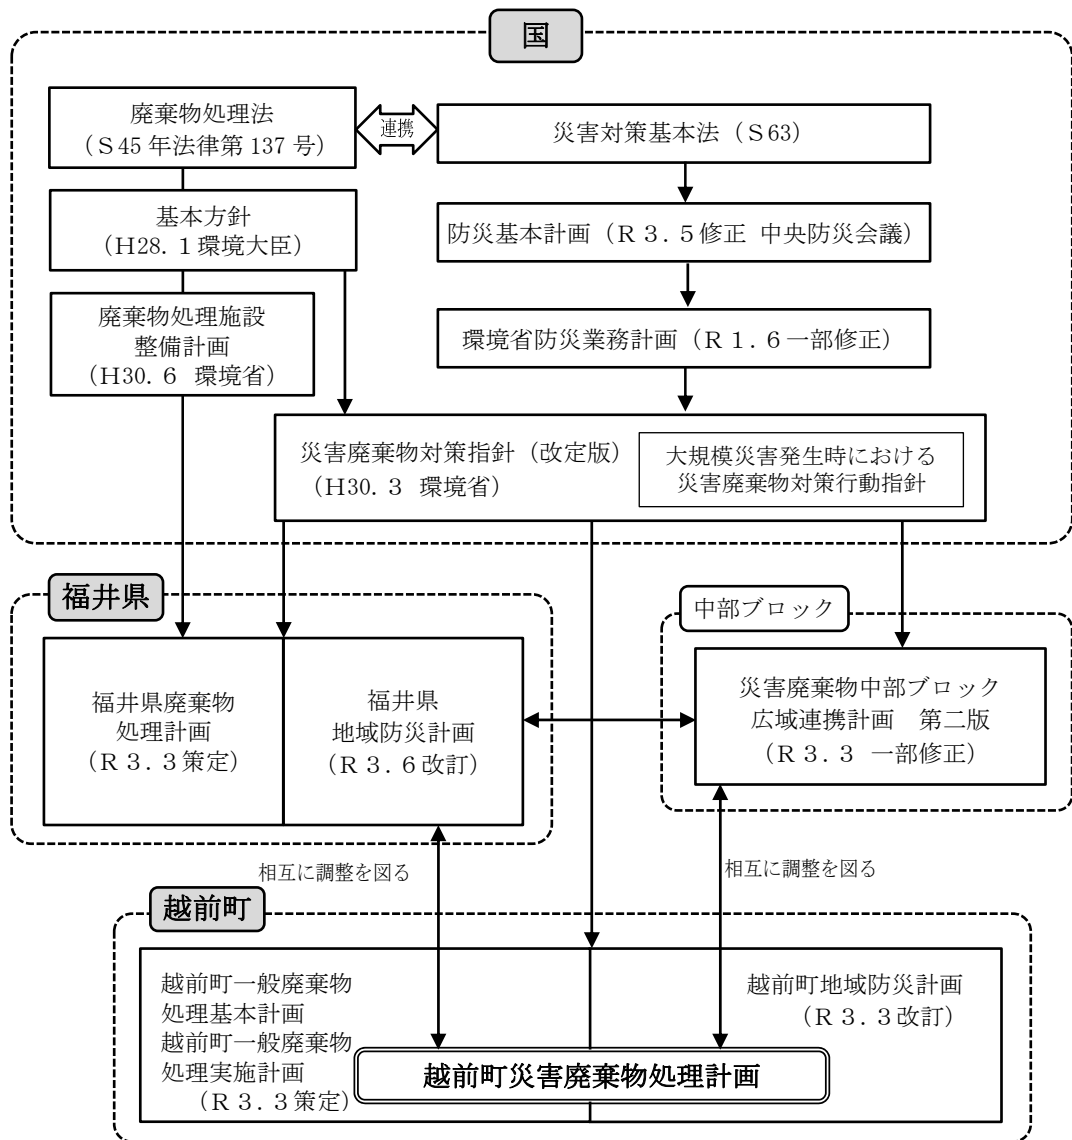 国
廃棄物処理法
（Ｓ45 年法律第 137 号）
連携
災害対策基本法（Ｓ63）
基本方針
（Ｈ28．１環境大臣）
防災基本計画（Ｒ３．５修正 中央防災会議）
廃棄物処理施設
整備計画
（Ｈ30．６ 環境省）
環境省防災業務計画（Ｒ１．６一部修正）
災害廃棄物対策指針（改定版）
（Ｈ30．３ 環境省）
大規模災害発生時における
災害廃棄物対策行動指針
福井県
中部ブロック
福井県廃棄物
処理計画
（Ｒ３．３策定）
福井県
地域防災計画
（Ｒ３．６改訂）
災害廃棄物中部ブロック
広域連携計画　第二版
（Ｒ３．３ 一部修正）
相互に調整を図る
相互に調整を図る
越前町
越前町一般廃棄物
処理基本計画
越前町一般廃棄物
処理実施計画
（Ｒ３．３策定）
越前町地域防災計画
（Ｒ３．３改訂）
越前町災害廃棄物処理計画